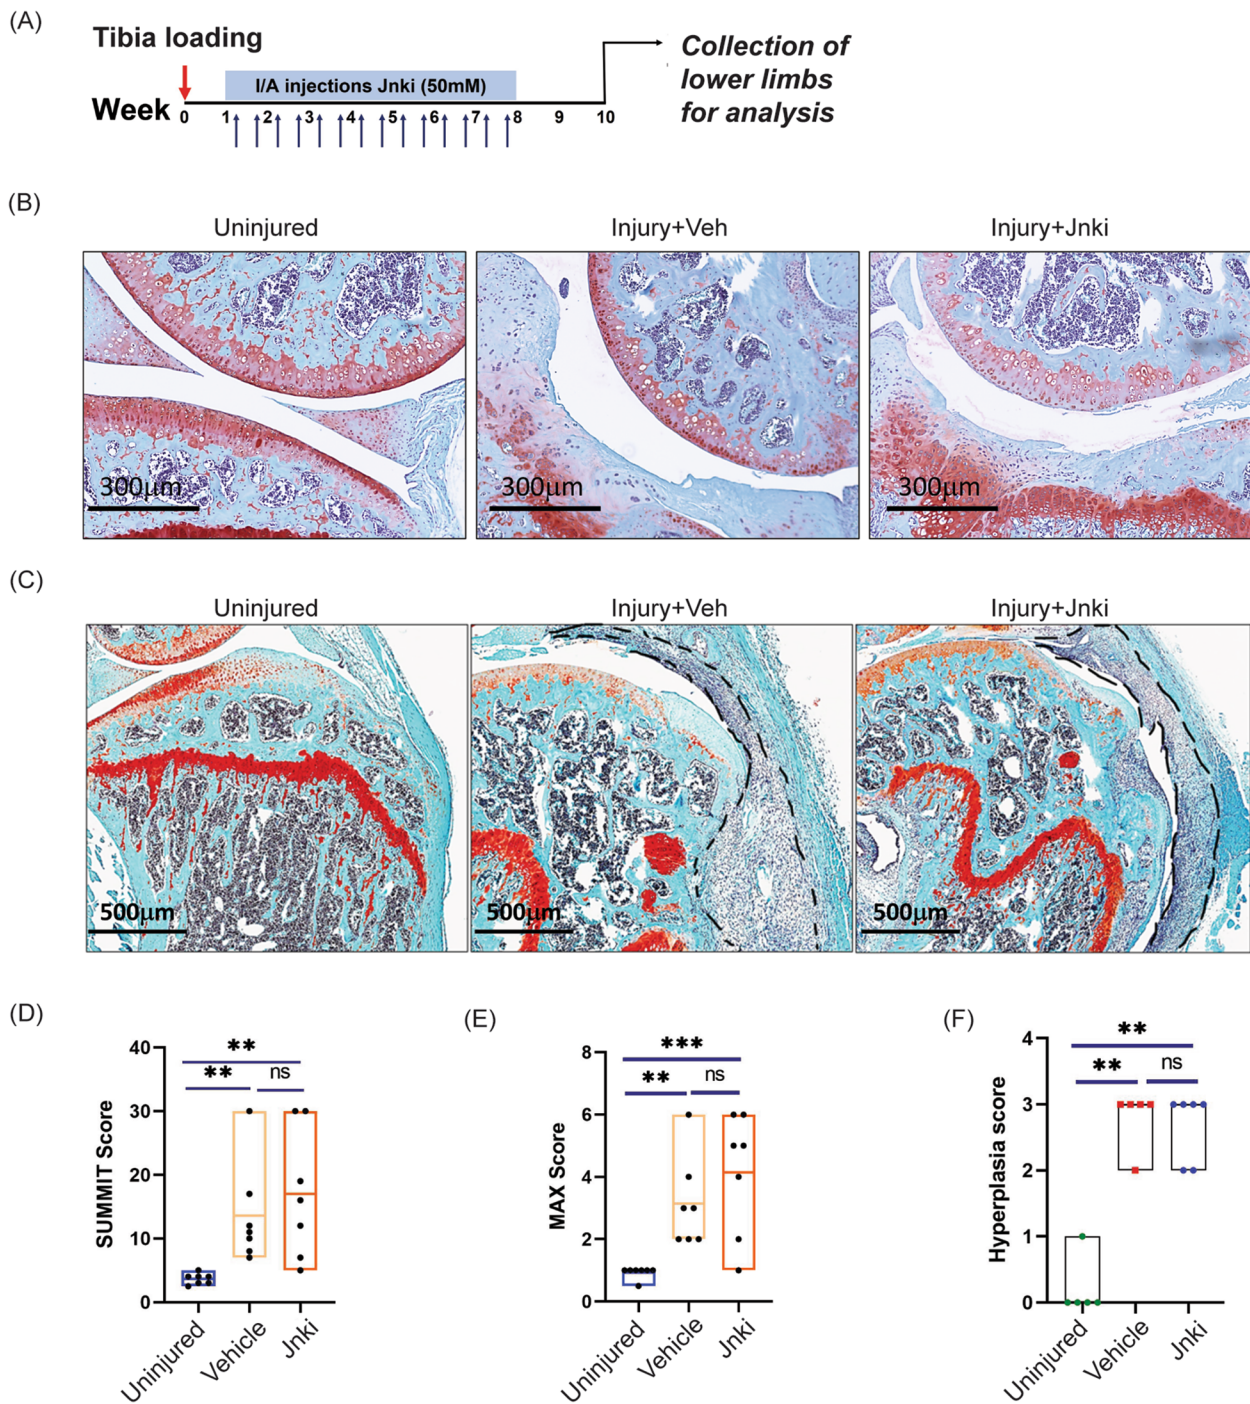 (A)
Tibia loading
I/A injections Jnki (50mM)
Week 0 1 2 3 4 5 6 7 8 9 10
Collection of
lower limbs
for analysis
(B)
Uninjured Injury+Veh Injury+Jnki
300μm 300μm 300μm
(C)
Uninjured Injury+Veh Injury+Jnki
500μm 500μm 500μm
(D)
SUMMIT Score
40
30
20
10
0
**
** ns
Uninjured Vehicle Jnki
(E)
MAX Score
8
6
4
2
0
***
** ns
Uninjured Vehicle Jnki
(F)
Hyperplasia score
4
3
2
1
0
**
** ns
Uninjured Vehicle Jnki